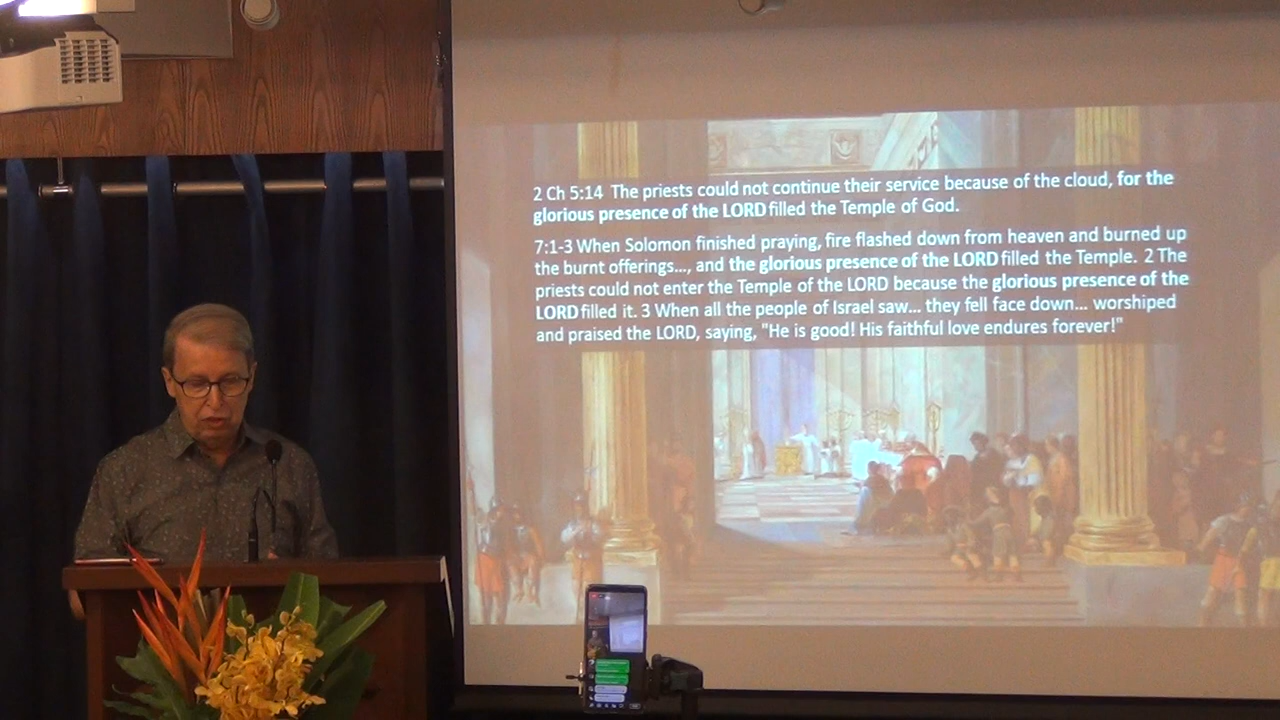 2 Ch 5:14 The priests could not continue their service because of the cloud, for the
glorious presence of the LORD filled the Temple of God.
7:1-3 When Solomon finished praying, fire flashed down from heaven and burned up
the burnt offerings..., and the glorious presence of the LORD filled the Temple. 2 The
priests could not enter the Temple of the LORD because the glorious presence of the
LORD filled it. 3 When all the people of Israel saw... they fell face down... worshiped
and praised the LORD, saying, "He is good! His faithful love endures forever!"